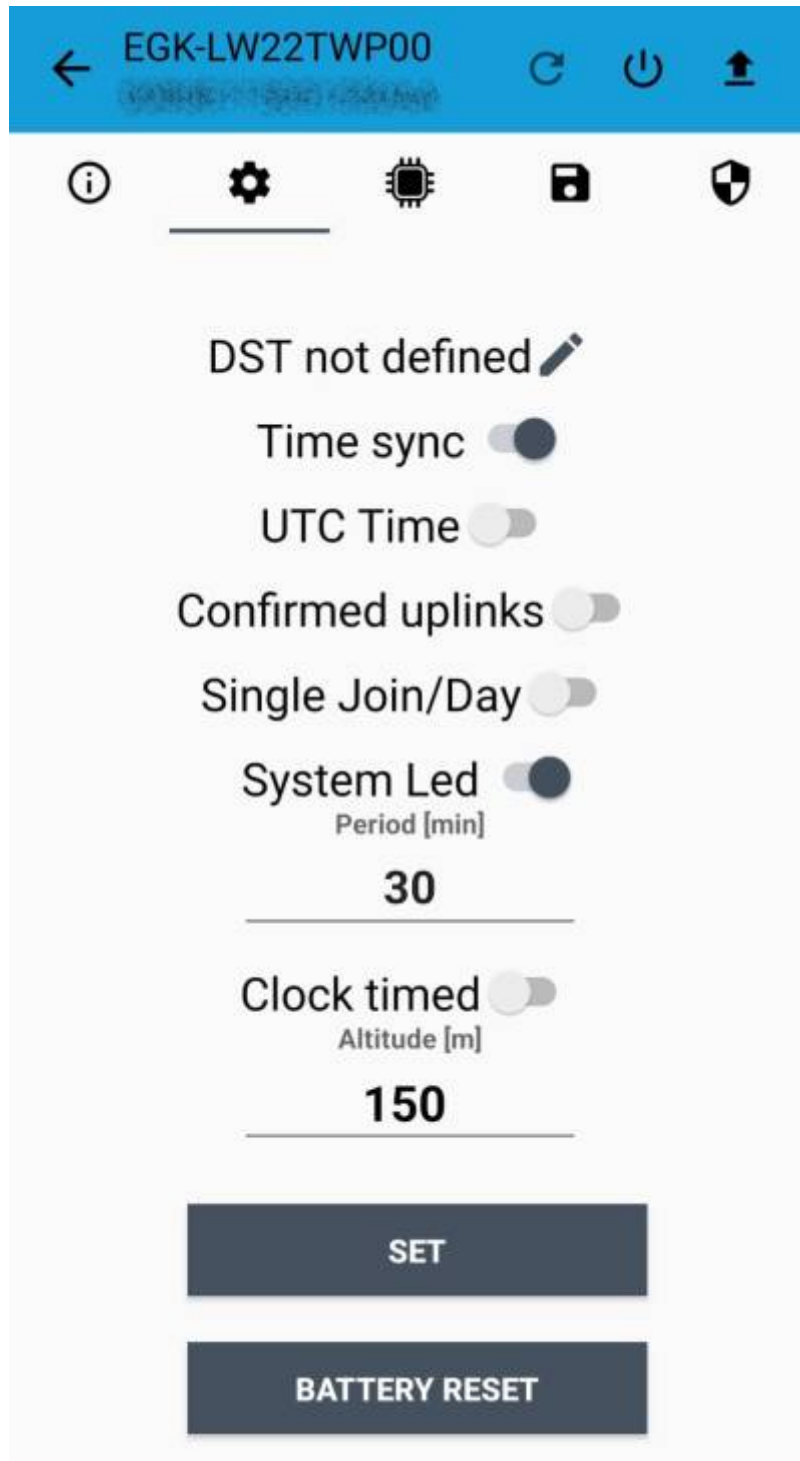 EGK-LW22TWP00
DST not defined
Time sync
UTC Time
Confirmed uplinks
Single Join/Day
System Led
Period [min]
30
Clock timed
Altitude [m]
150
SET
BATTERY RESET